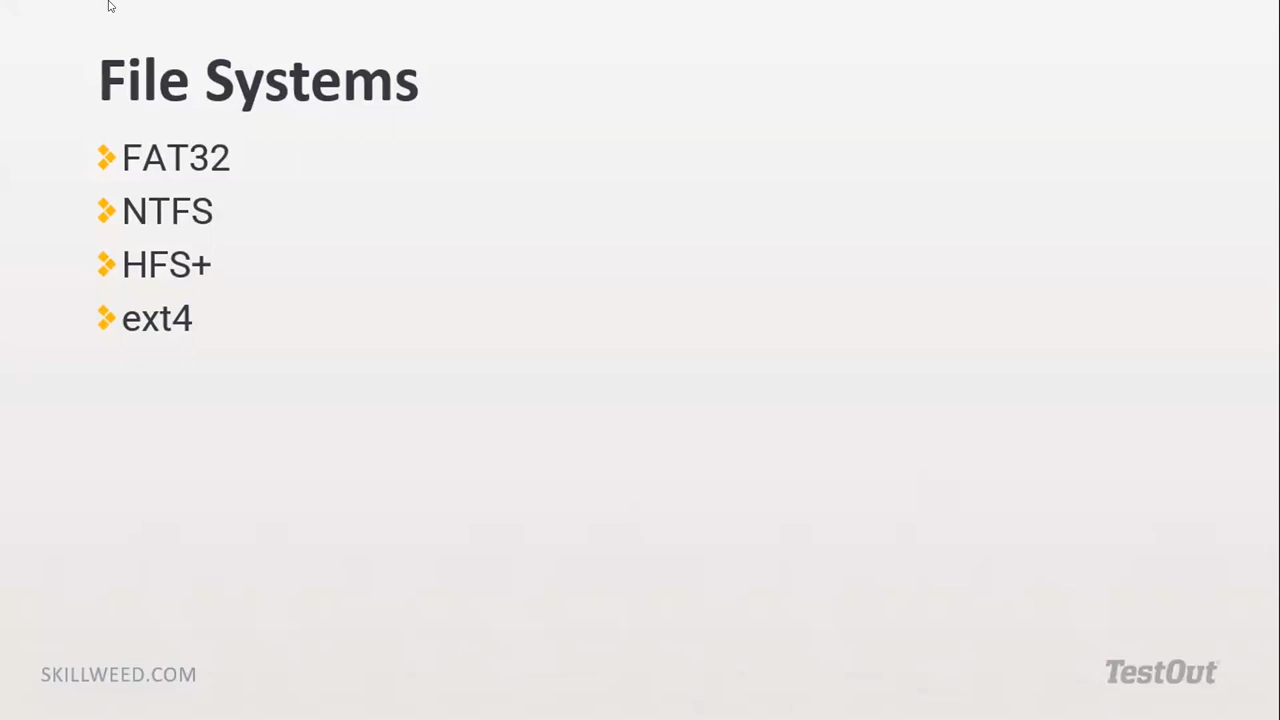 File Systems
FAT32
NTFS
HFS+
ext4
SKILLWEED.COM
TestOut